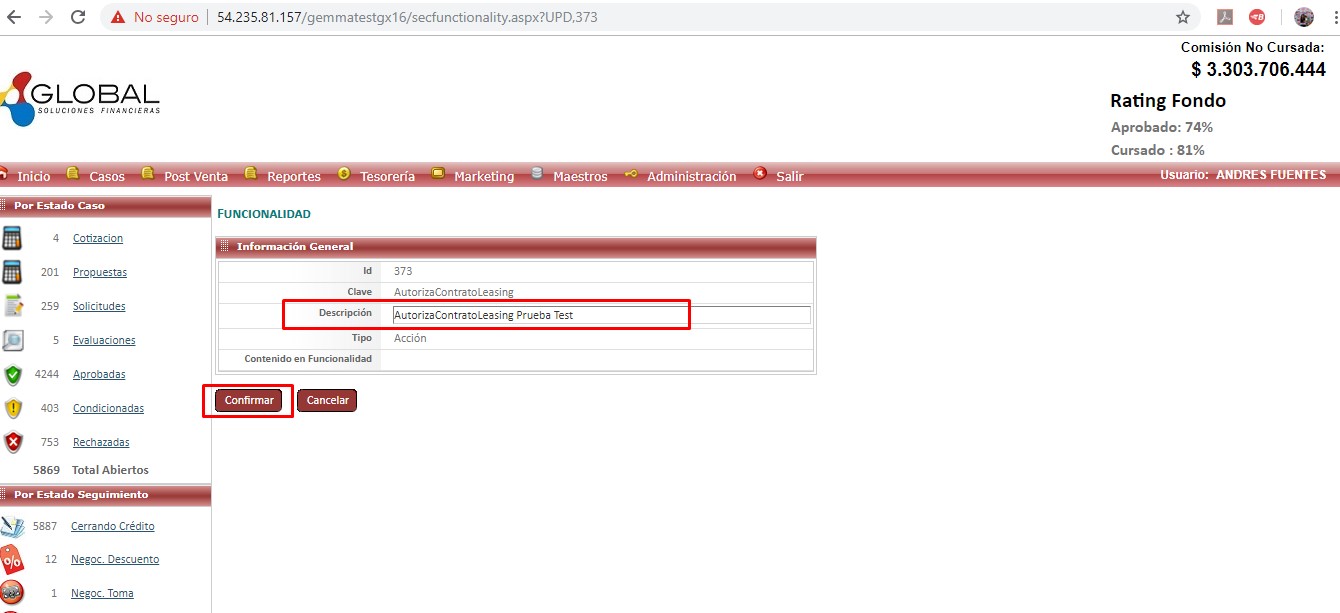 No seguro
54.235.81.157/gemmatestgx16/secfunctionality.aspx?UPD,373
Comisión No Cursada:
$ 3.303.706.444
GLOBAL
SOLUCIONES FINANCIERAS
Rating Fondo
Aprobado: 74%
Cursado : 81%
Inicio Casos Post Venta Reportes Tesorería Marketing Maestros Administración Salir Usuario: ANDRES FUENTES
Por Estado Caso
4 Cotizacion
201 Propuestas
259 Solicitudes
5 Evaluaciones
4244 Aprobadas
403 Condicionadas
753 Rechazadas
5869 Total Abiertos
Por Estado Seguimiento
5887 Cerrando Crédito
12 Negoc. Descuento
1 Negoc. Toma
FUNCIONALIDAD
Información General
Id 373
Clave AutorizaContratoLeasing
Descripción AutorizaContratoLeasing Prueba Test
Tipo Acción
Contenido en Funcionalidad
Confirmar Cancelar